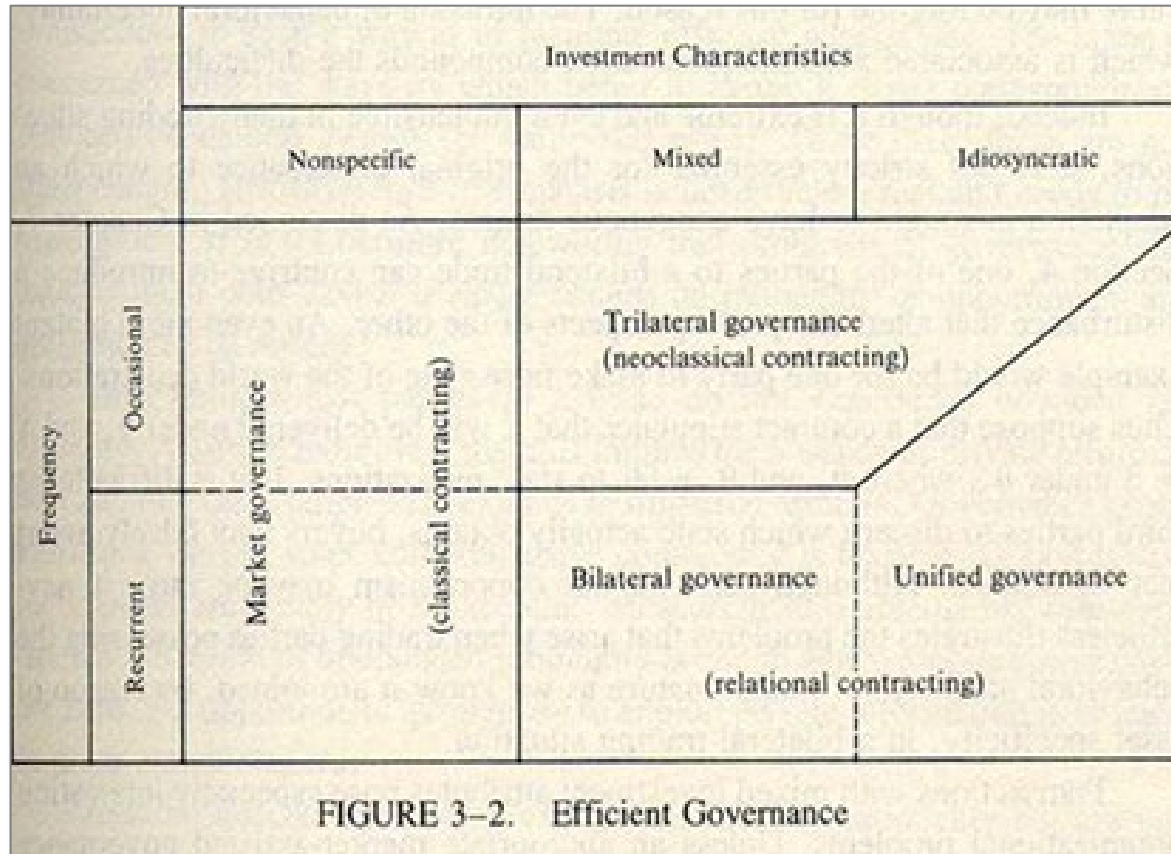 Investment Characteristics
Nonspecific
Mixed
Idiosyncratic
Frequency
Occasional
Recurrent
Market governance
(classical contracting)
Trilateral governance
(neoclassical contracting)
Bilateral governance
Unified governance
(relational contracting)
FIGURE 3–2. Efficient Governance